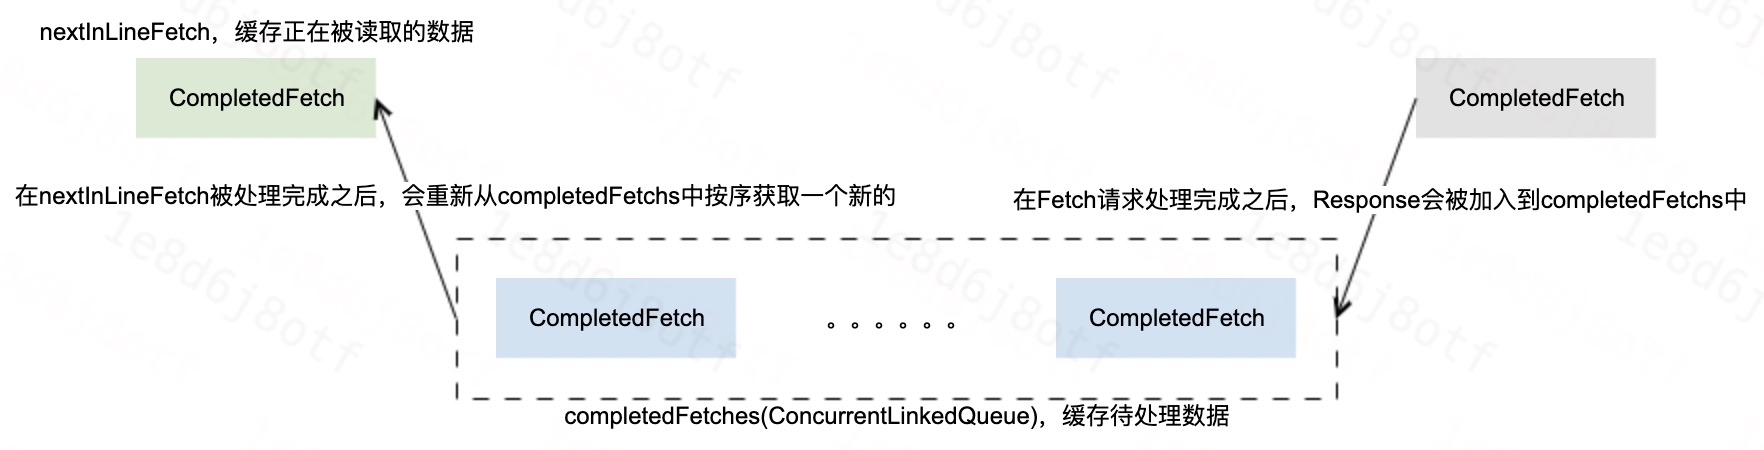 nextInLineFetch，缓存正在被读取的数据
CompletedFetch
CompletedFetch
在nextInLineFetch被处理完成之后，会重新从completedFetchs中按序获取一个新的
在Fetch请求处理完成之后，Response会被加入到completedFetchs中
CompletedFetch
。。。。。。
CompletedFetch
completedFetches(ConcurrentLinkedQueue)，缓存待处理数据
1e8d6j8otf
1e8d6j8otf
1e8d6j8otf
1e8d6j8otf